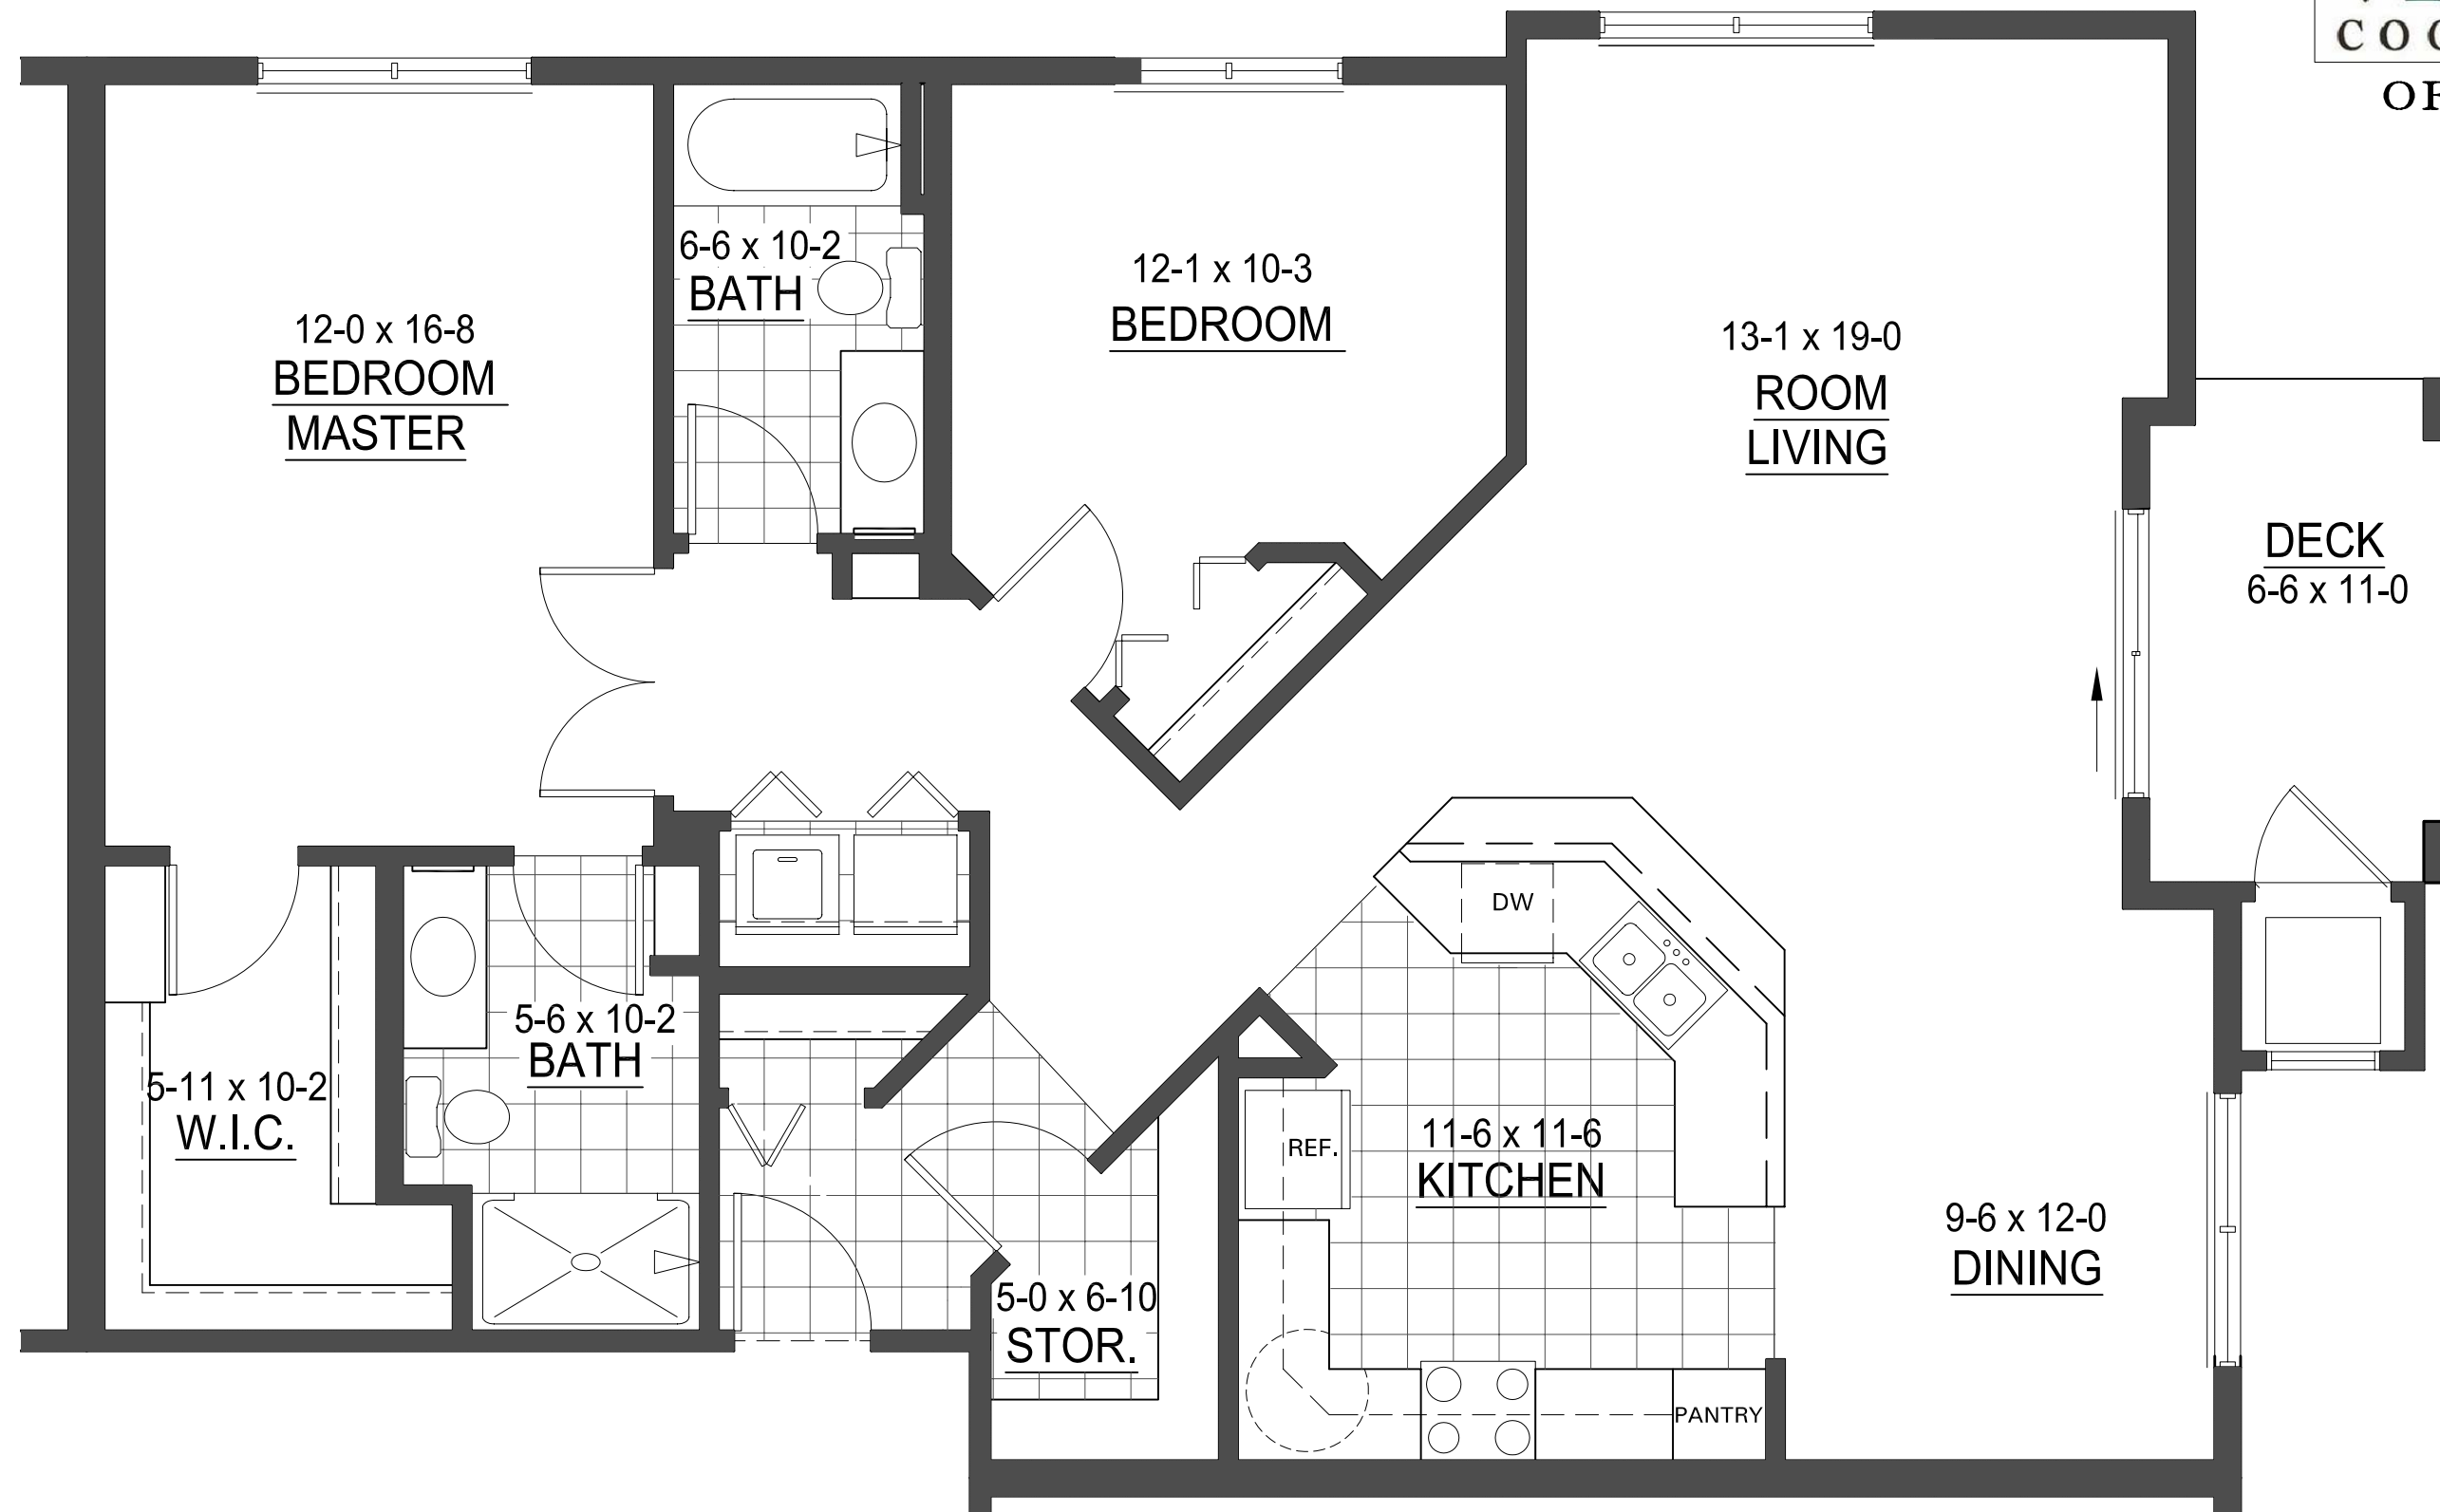 COO
OF
6-6 x 10-2
BATH
12-1 x 10-3
BEDROOM
12-0 x 16-8
BEDROOM
MASTER
13-1 x 19-0
ROOM
LIVING
DECK
6-6 x 11-0
DW
5-6 x 10-2
BATH
5-11 x 10-2
W.I.C.
REF.
11-6 x 11-6
KITCHEN
9-6 x 12-0
DINING
5-0 x 6-10
STOR.
PANTRY